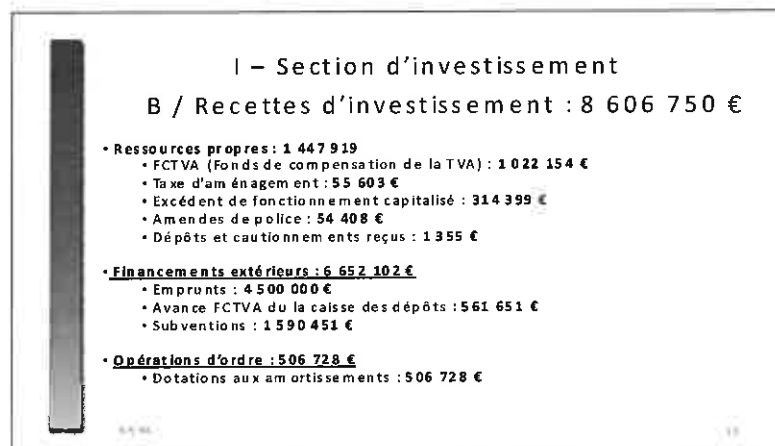 I – Section d'investissement
B / Recettes d'investissement : 8 606 750 €
• Ressources propres : 1 447 919
• FCTVA (Fonds de compensation de la TVA) : 1 022 154 €
• Taxe d'aménagement : 55 603 €
• Excédent de fonctionnement capitalisé : 314 399 €
• Amendes de police : 54 408 €
• Dépôts et cautionnements reçus : 1 355 €
• Financements extérieurs : 6 652 102 €
• Emprunts : 4 500 000 €
• Avance FCTVA du la caisse des dépôts : 561 651 €
• Subventions : 1 590 451 €
• Opérations d'ordre : 506 728 €
• Dotations aux amortissements : 506 728 €